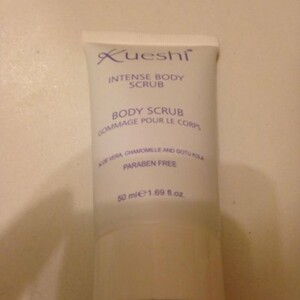 Kueshi
INTENSE BODY
SCRUB
BODY SCRUB
GOMMAGE POUR LE CORPS
ALOE VERA, CHAMOMILLE AND GOTU KOLA
PARABEN FREE
50 ml e 1.69 fl.oz.